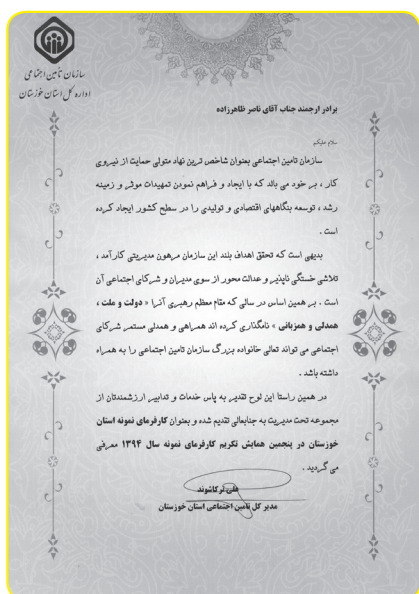 سازمان تأمین اجتماعی
اداره کل استان خوزستان
برادر ارجمند جناب آقای ناصر ظاهرزاده
سلام علیکم
سازمان تامین اجتماعی بعنوان شاخص ترین نهاد متولی حمایت از نیروی
کار ، بر خود می بالد که با ایجاد و فراهم نمودن تمهیدات موثر و زمینه
رشد ، توسعه بنگاههای اقتصادی و تولیدی را در سطح کشور ایجاد کرده
است .
بدیهی است که تحقق اهداف بلند این سازمان مرهون مدیریتی کارآمد ،
تلاشی خستگی ناپذیر و عدالت محور از سوی مدیران و شرکای اجتماعی آن
است . بر همین اساس در سالی که مقام معظم رهبری آنرا « دولت و ملت ،
همدلی و همزبانی » نامگذاری کرده اند همراهی و همدلی مستمر شرکای
اجتماعی می تواند تعالی خانواده بزرگ سازمان تامین اجتماعی را به همراه
داشته باشد .
در همین راستا این لوح تقدیر به پاس خدمات و تدابیر ارزشمندتان از
مجموعه تحت مدیریت به جنابعالی تقدیم شده و بعنوان کارفرمای نمونه استان
خوزستان در پنجمین همایش تکریم کارفرمای نمونه سال ۱۳۹۴ معرفی
می گردید .
علی ترکاشوند
مدیر کل تامین اجتماعی استان خوزستان